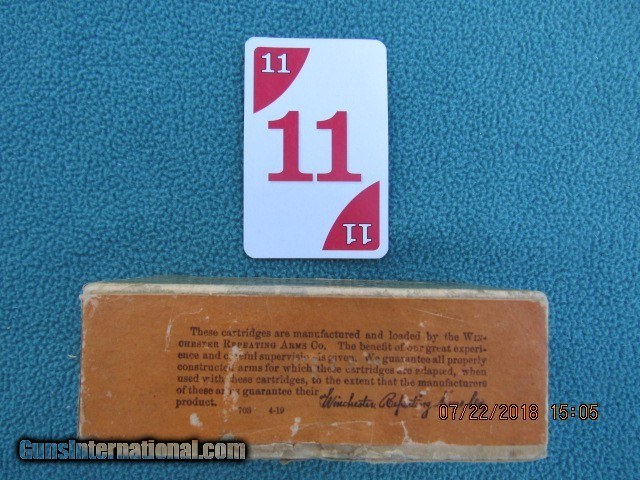 11
11
11
These cartridges are manufactured and loaded by the WIN-
CHESTER REPEATING ARMS CO. The benefit of our great experi-
ence and careful supervision is given. We guarantee all properly
constructed arms for which these cartridges are adapted, when
used with these cartridges, to the extent that the manufacturers
of these arms guarantee their
product.
Winchester Repeating Arms Co.
703 4-19
07/22/2018 15:05
GunsInternational.com